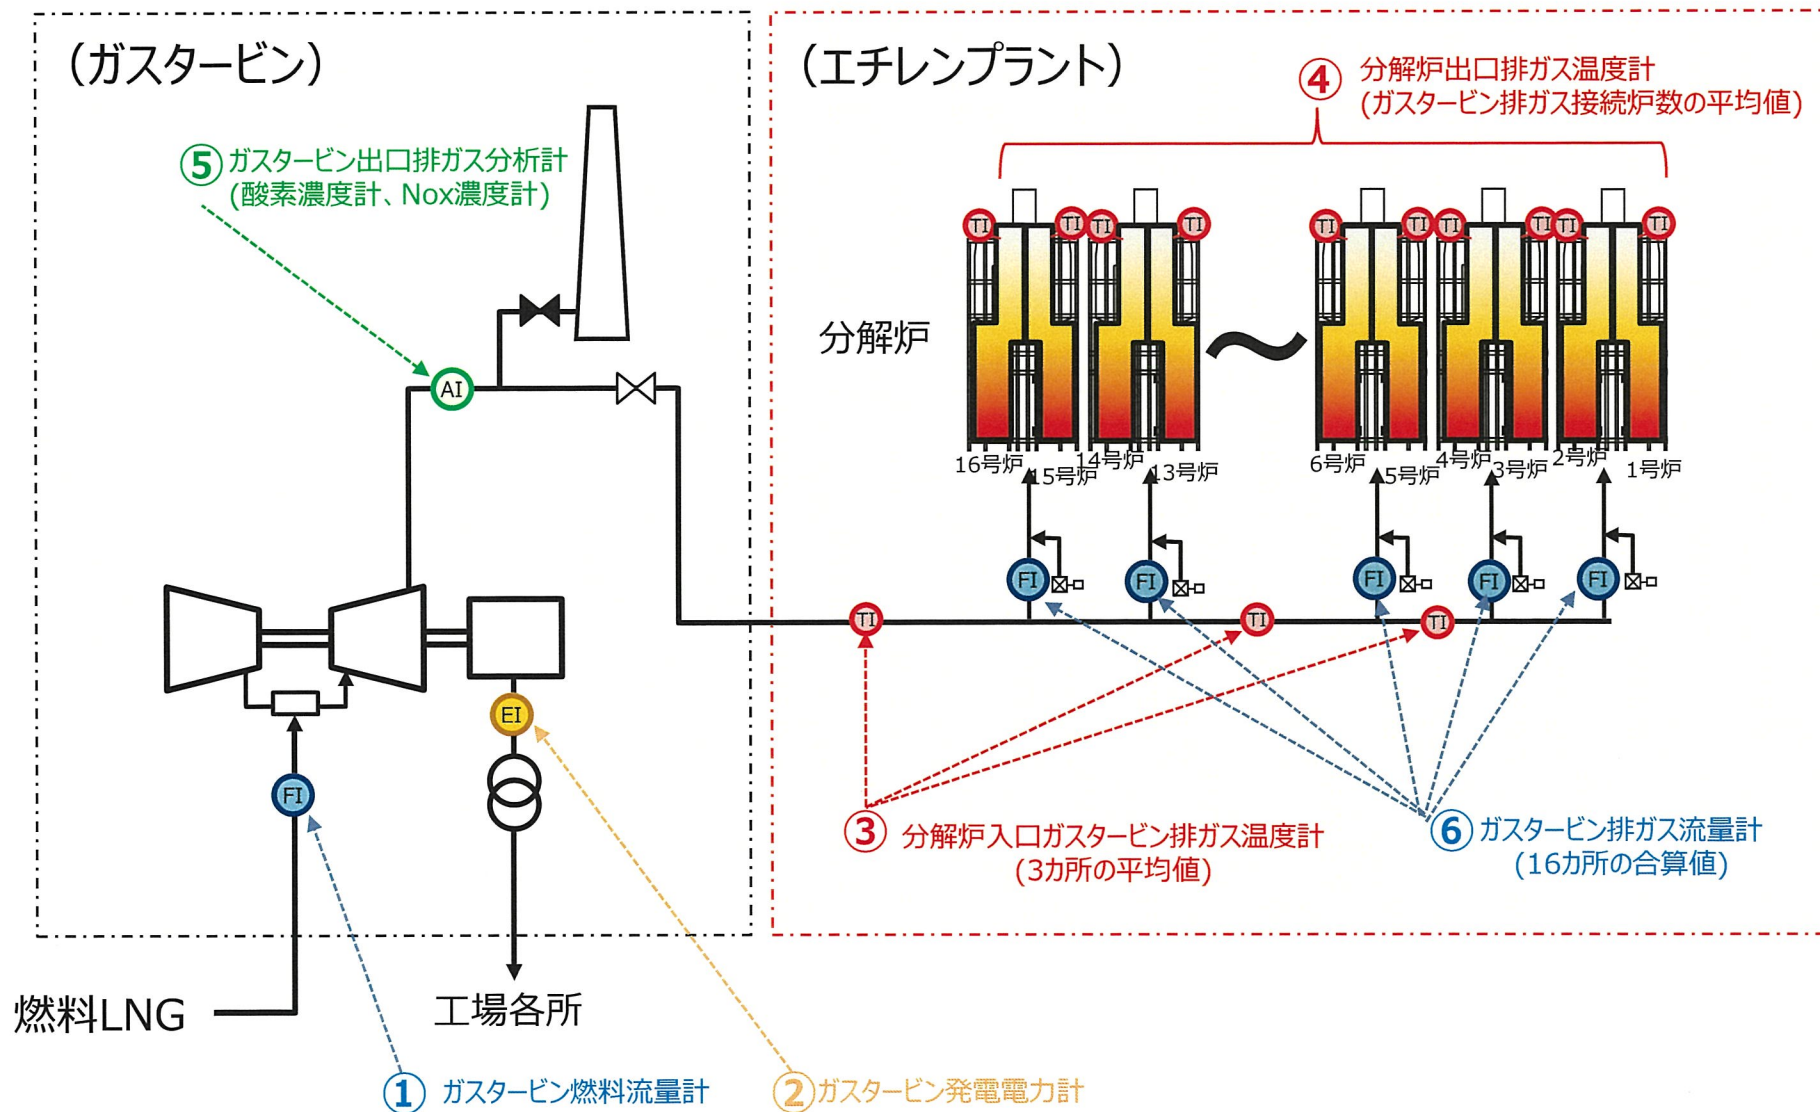 (ガスタービン)
(エチレンプラント)
④ 分解炉出口排ガス温度計
(ガスタービン排ガス接続炉数の平均値)
⑤ ガスタービン出口排ガス分析計
(酸素濃度計、Nox濃度計)
TI
TI
TI
TI
TI
TI
TI
TI
TI
TI
分解炉
AI
16号炉
15号炉
14号炉
13号炉
6号炉
5号炉
4号炉
3号炉
2号炉
1号炉
FI
FI
FI
FI
FI
TI
TI
TI
EI
FI
③ 分解炉入口ガスタービン排ガス温度計
(3カ所の平均値)
⑥ ガスタービン排ガス流量計
(16カ所の合算値)
燃料LNG
工場各所
① ガスタービン燃料流量計
② ガスタービン発電電力計